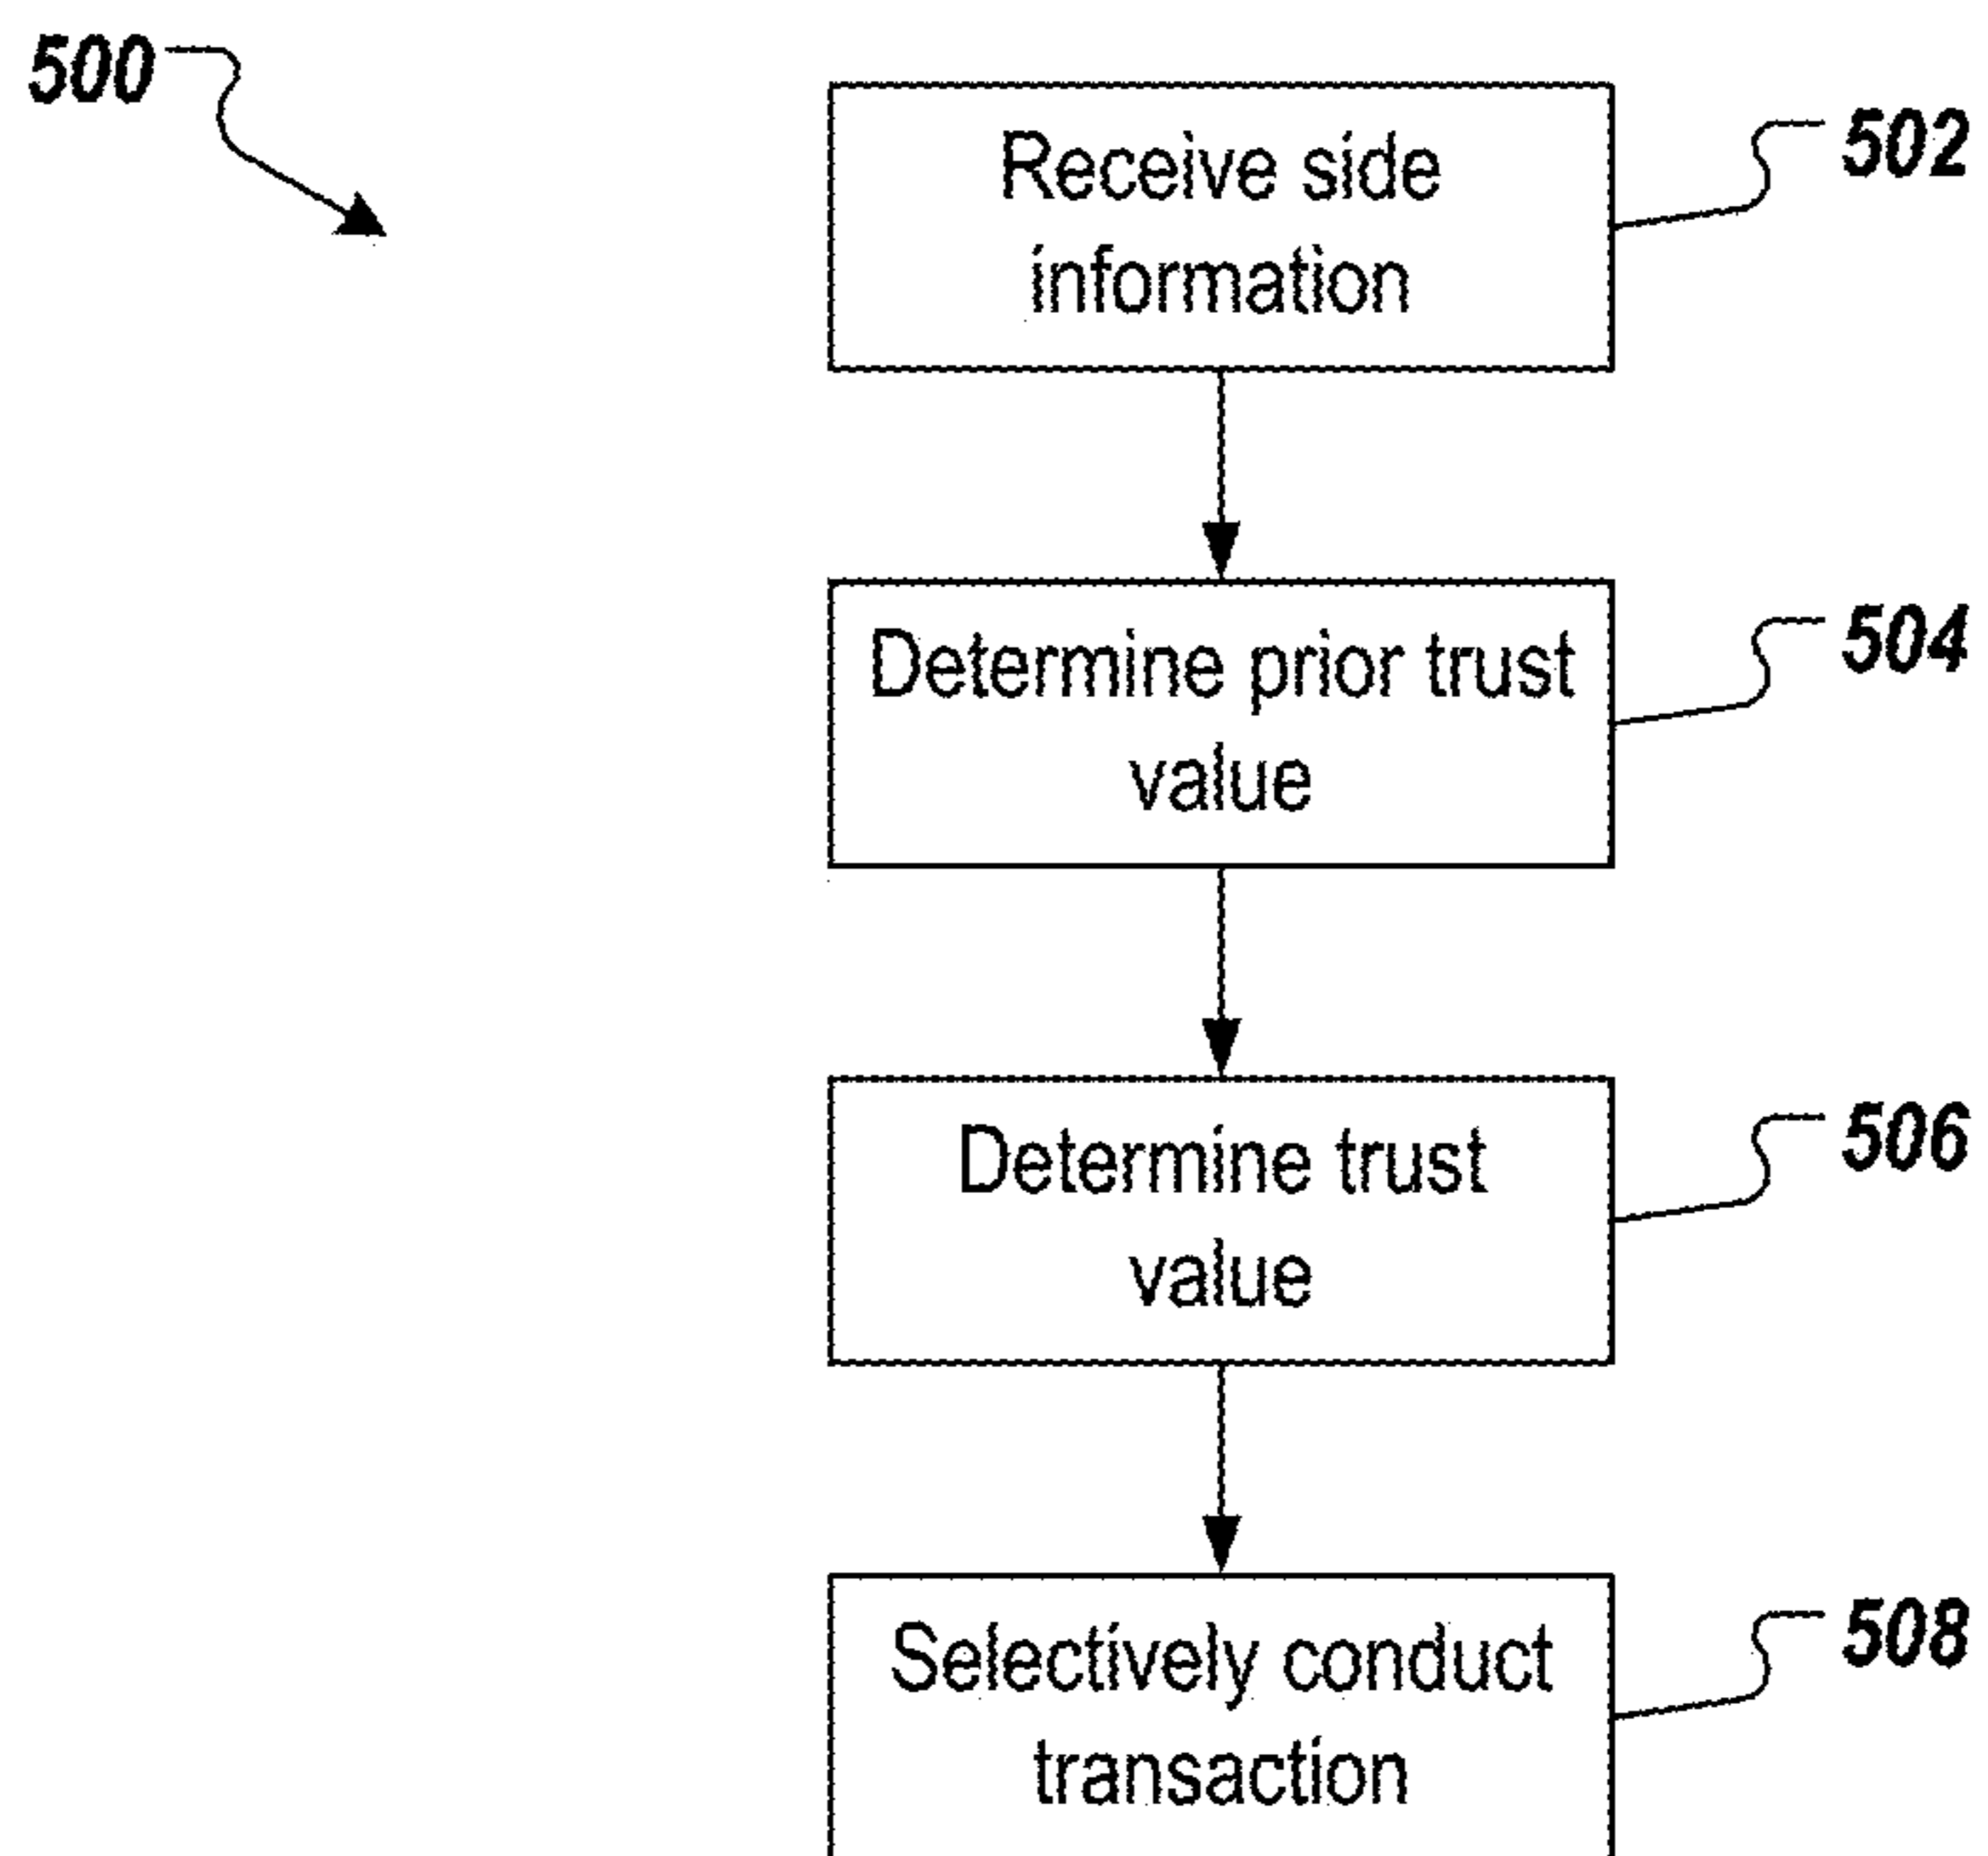 500
Receive side
information
502
Determine prior trust
value
504
Determine trust
value
506
Selectively conduct
transaction
508